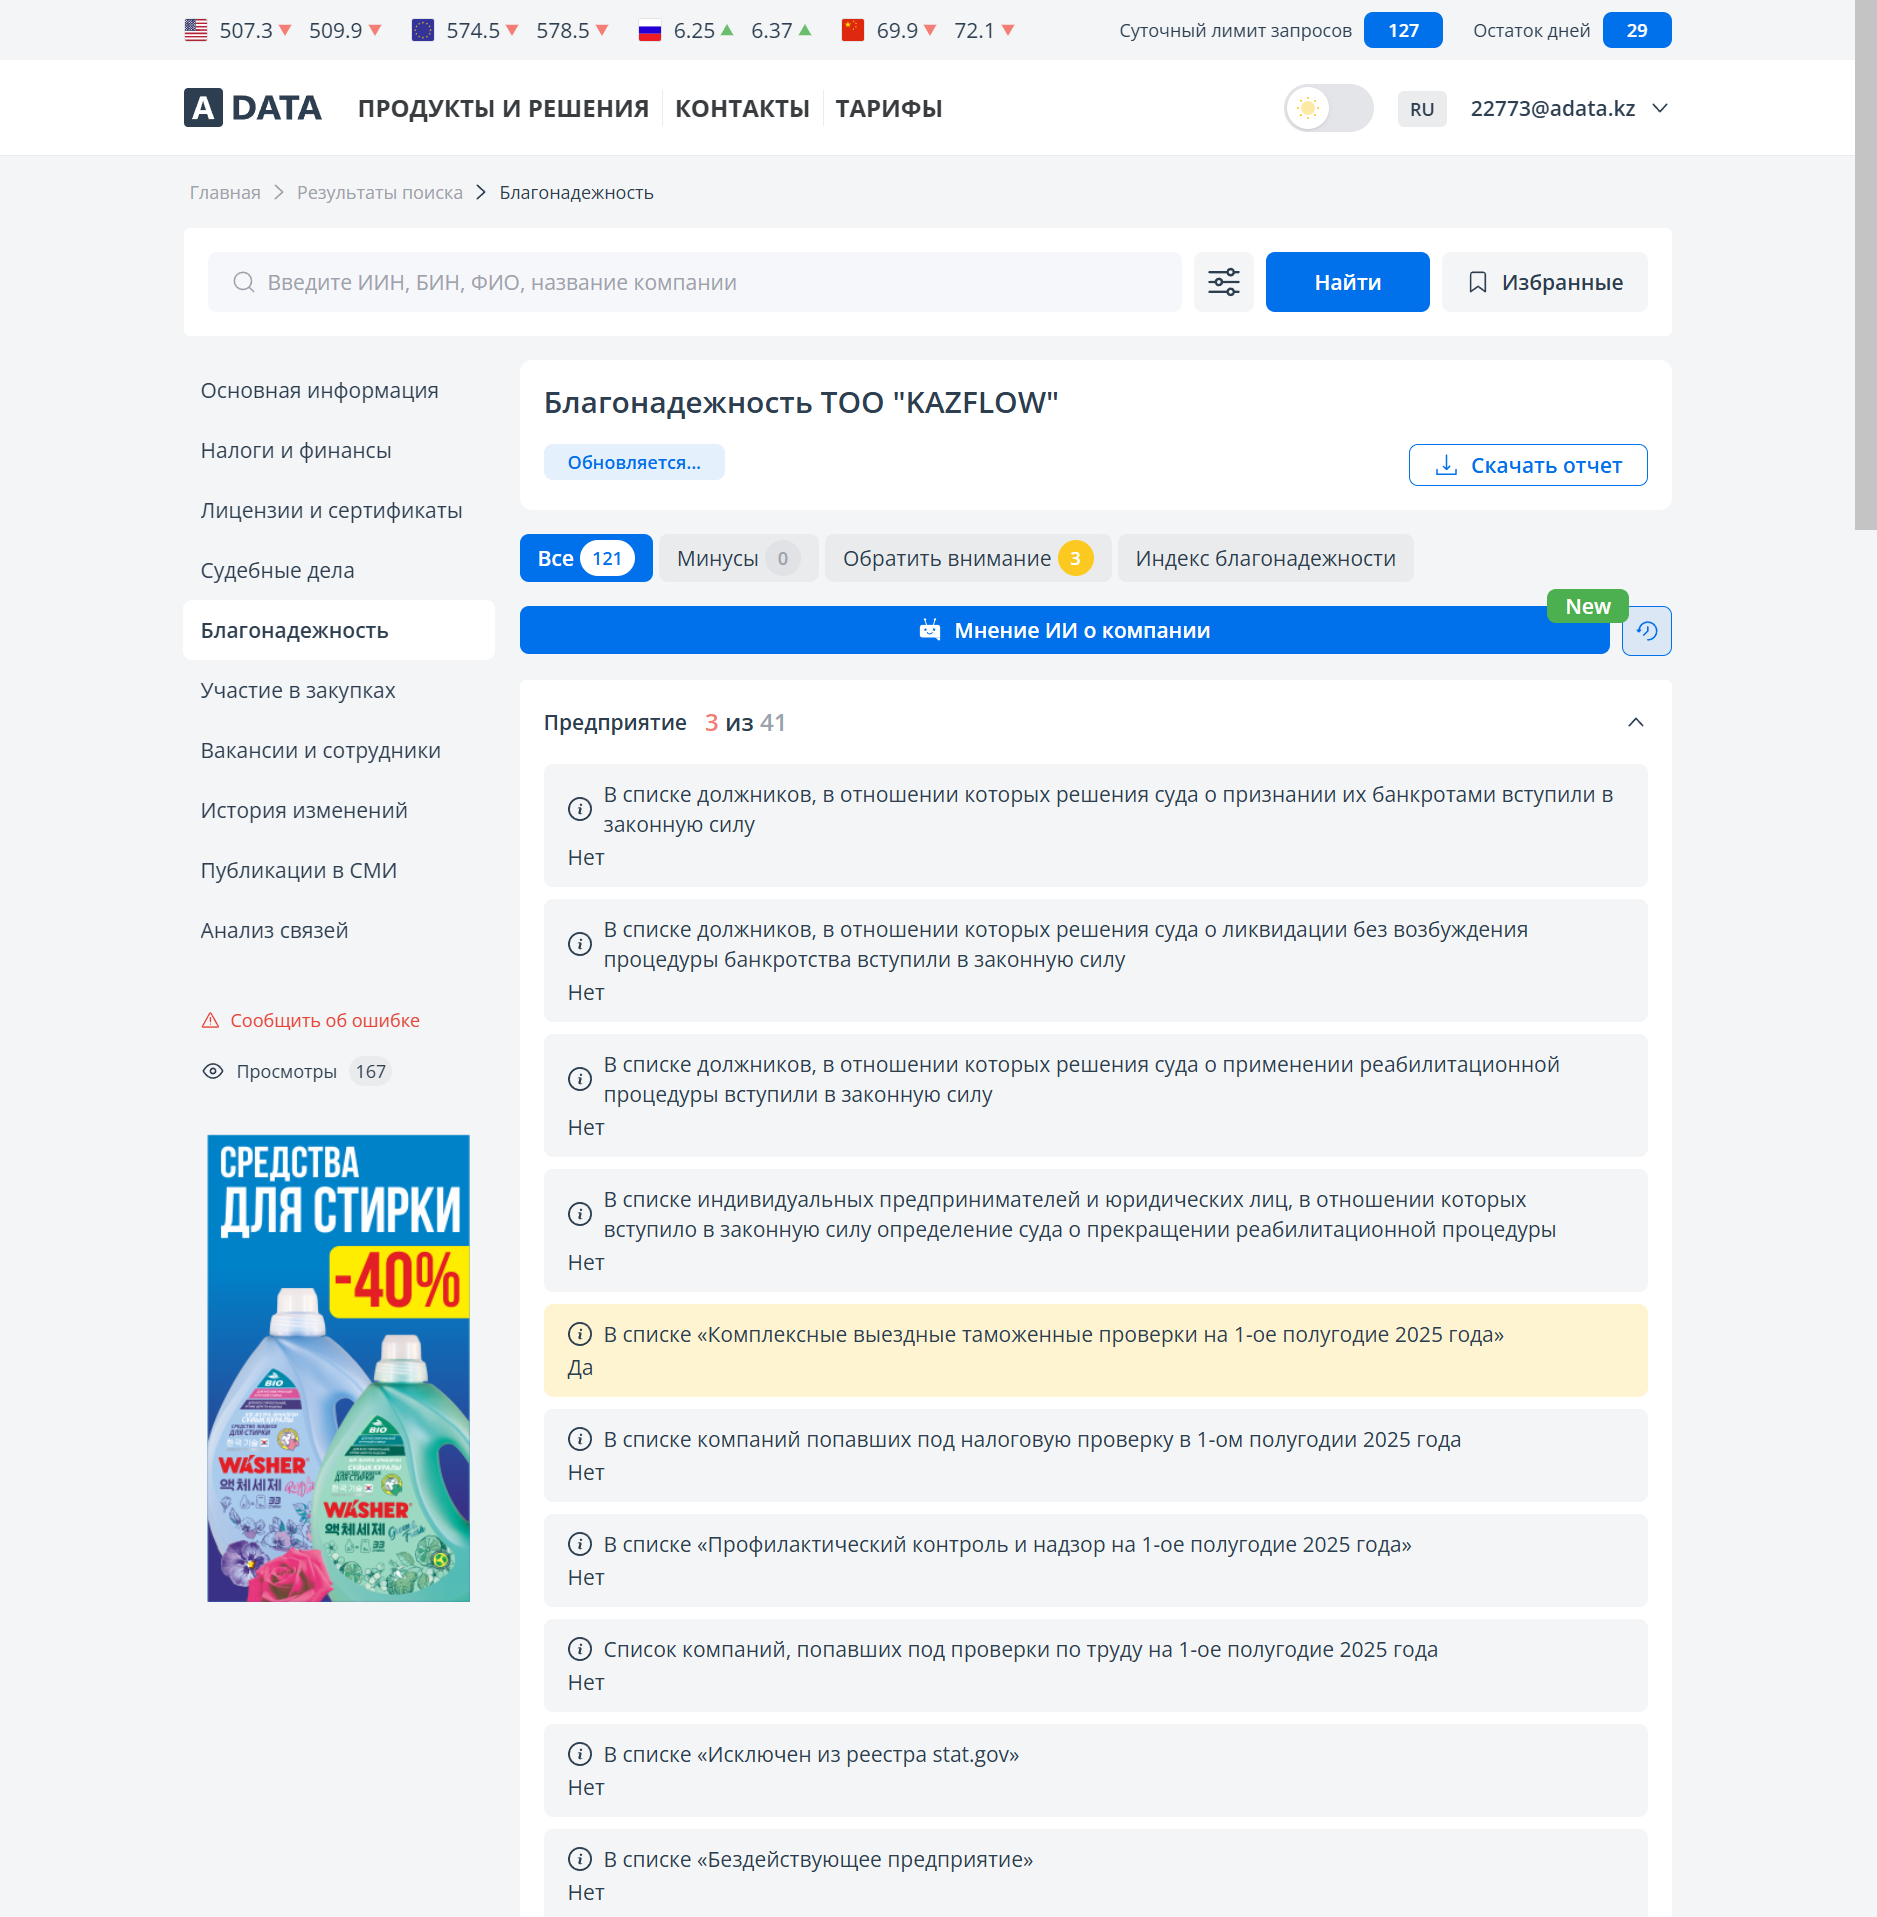 507.3 509.9 574.5 578.5 6.25 6.37 69.9 72.1 Суточный лимит запросов 127 Остаток дней 29
A DATA ПРОДУКТЫ И РЕШЕНИЯ КОНТАКТЫ ТАРИФЫ RU 22773@adata.kz
Главная Результаты поиска Благонадежность
Введите ИИН, БИН, ФИО, название компании Найти Избранные
Основная информация
Налоги и финансы
Лицензии и сертификаты
Судебные дела
Благонадежность
Участие в закупках
Вакансии и сотрудники
История изменений
Публикации в СМИ
Анализ связей
Сообщить об ошибке
Просмотры 167
СРЕДСТВА
ДЛЯ СТИРКИ
-40%
BIO
BIO
СРЕДСТВО ЖИДКОЕ
ДЛЯ СТИРКИ
WASHER
액체세제
33
ДЛЯ СТИРКИ
WASHER
액체세제
33
Благонадежность ТОО "KAZFLOW"
Обновляется...
Скачать отчет
Все 121 Минусы 0 Обратить внимание 3 Индекс благонадежности
New
Мнение ИИ о компании
Предприятие 3 из 41
В списке должников, в отношении которых решения суда о признании их банкротами вступили в
законную силу
Нет
В списке должников, в отношении которых решения суда о ликвидации без возбуждения
процедуры банкротства вступили в законную силу
Нет
В списке должников, в отношении которых решения суда о применении реабилитационной
процедуры вступили в законную силу
Нет
В списке индивидуальных предпринимателей и юридических лиц, в отношении которых
вступило в законную силу определение суда о прекращении реабилитационной процедуры
Нет
В списке «Комплексные выездные таможенные проверки на 1-ое полугодие 2025 года»
Да
В списке компаний попавших под налоговую проверку в 1-ом полугодии 2025 года
Нет
В списке «Профилактический контроль и надзор на 1-ое полугодие 2025 года»
Нет
Список компаний, попавших под проверки по труду на 1-ое полугодие 2025 года
Нет
В списке «Исключен из реестра stat.gov»
Нет
В списке «Бездействующее предприятие»
Нет